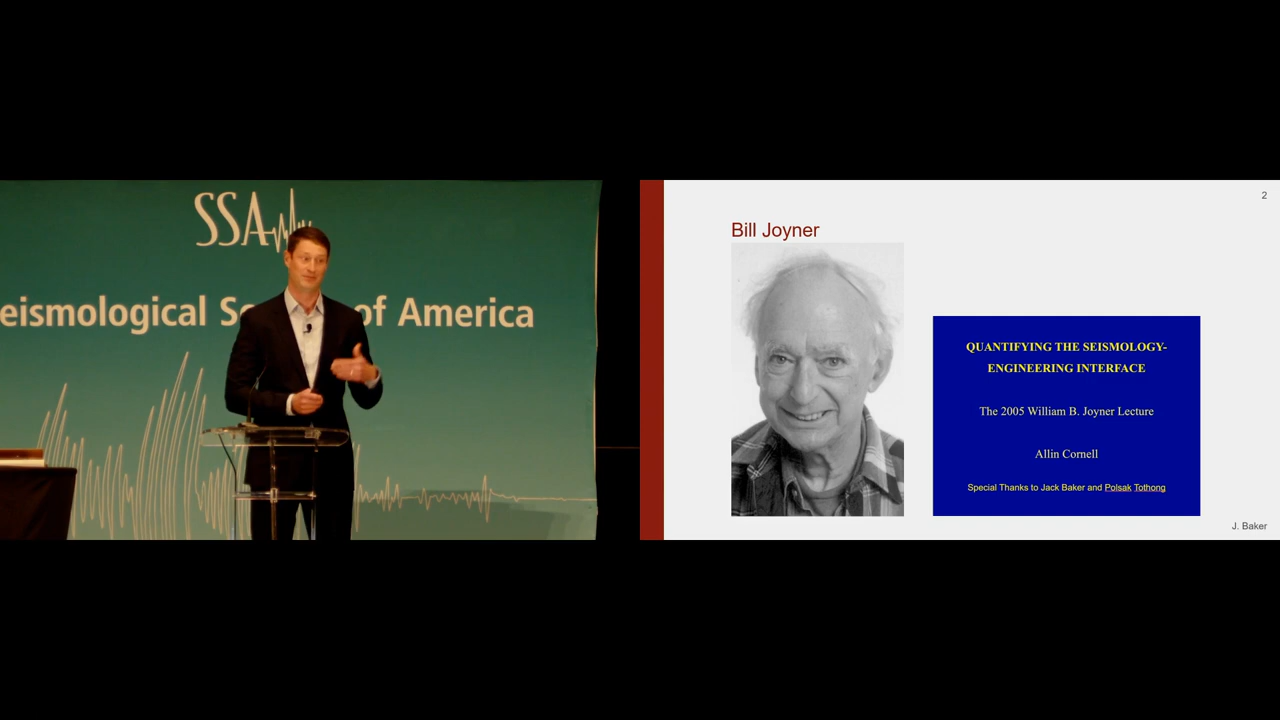 SSA
eismological So of America
2
Bill Joyner
QUANTIFYING THE SEISMOLOGY-
ENGINEERING INTERFACE
The 2005 William B. Joyner Lecture
Allin Cornell
Special Thanks to Jack Baker and Polsak Tothong
J. Baker